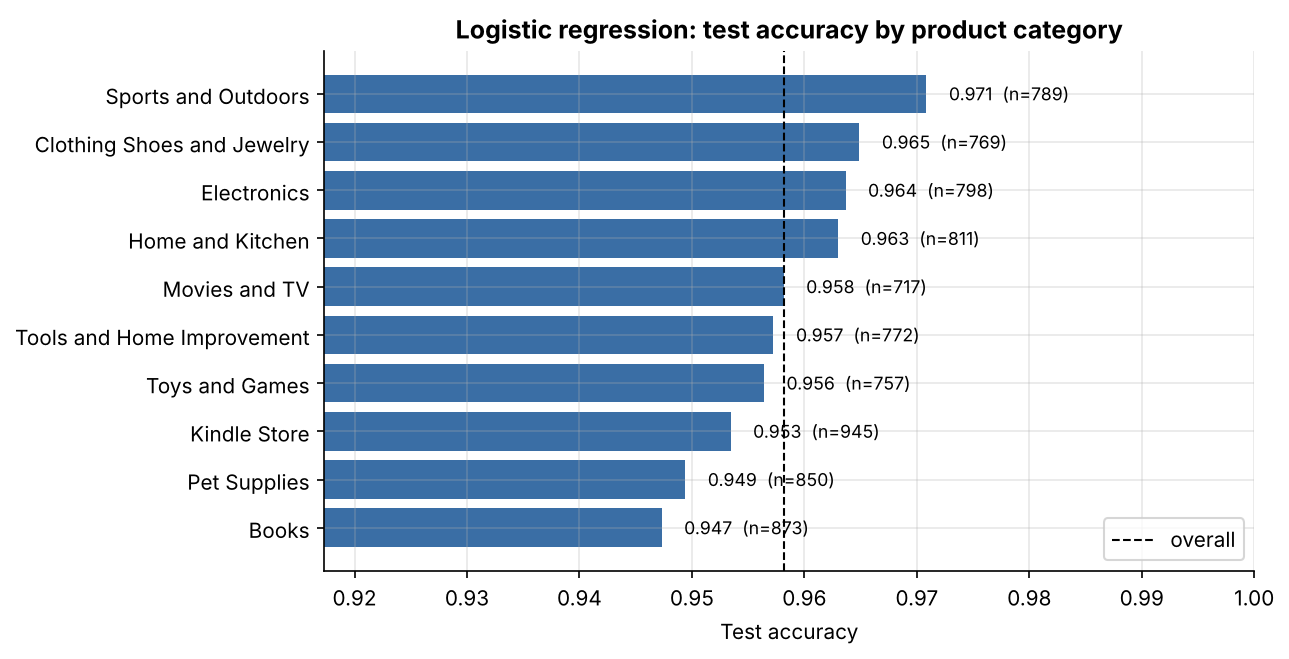 Logistic regression: test accuracy by product category
Sports and Outdoors 0.971 (n=789)
Clothing Shoes and Jewelry 0.965 (n=769)
Electronics 0.964 (n=798)
Home and Kitchen 0.963 (n=811)
Movies and TV 0.958 (n=717)
Tools and Home Improvement 0.957 (n=772)
Toys and Games 0.956 (n=757)
Kindle Store 0.953 (n=945)
Pet Supplies 0.949 (n=850)
Books 0.947 (n=873)
overall
0.92 0.93 0.94 0.95 0.96 0.97 0.98 0.99 1.00
Test accuracy